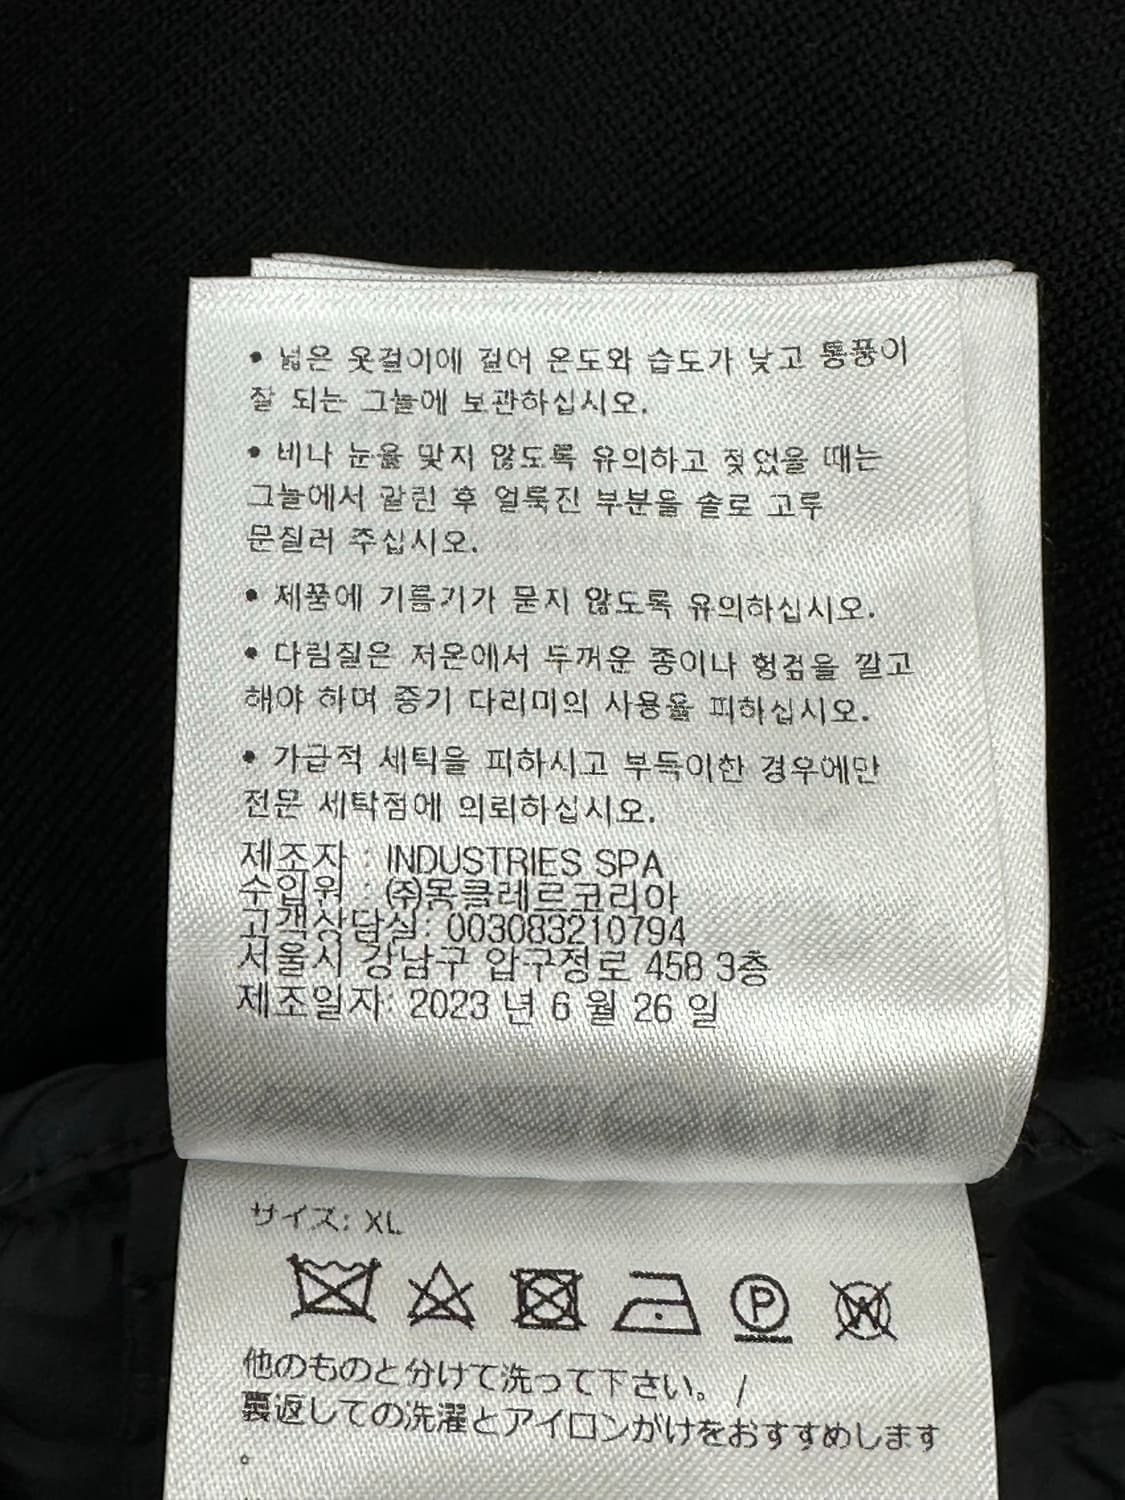 • 넓은 옷걸이에 걸어 온도와 습도가 낮고 통풍이
잘 되는 그늘에 보관하십시오.
• 비나 눈을 맞지 않도록 유의하고 젖었을 때는
그늘에서 말린 후 얼룩진 부분을 솔로 고루
문질러 주십시오.
• 제품에 기름기가 묻지 않도록 유의하십시오.
• 다림질은 저온에서 두꺼운 종이나 헝겊을 깔고
해야 하며 증기 다리미의 사용을 피하십시오.
• 가급적 세탁을 피하시고 부득이한 경우에만
전문 세탁점에 의뢰하십시오.
제조자 : INDUSTRIES SPA
수입원 : ㈜몽클레르코리아
고객상담실: 003083210794
서울시 강남구 압구정로 458 3층
제조일자: 2023 년 6 월 26 일
サイズ: XL
P W
他のものと分けて洗って下さい。 /
裏返しての洗濯とアイロンがけをおすすめします
。